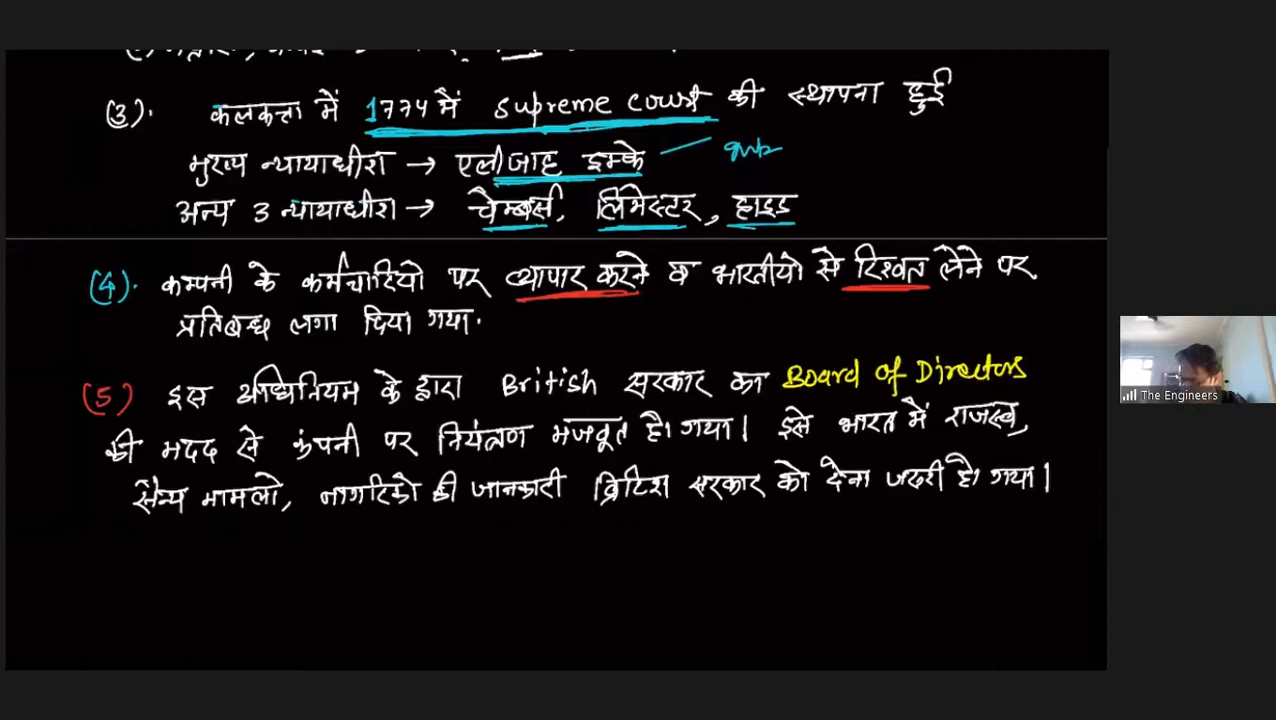 (3). कलकत्ता में 1774 में supreme court की स्थापना हुई
मुख्य न्यायाधीश → एलीजाह इम्पे
अन्य 3 न्यायाधीश → चैम्बर्स, लिमेस्टर, हाइड
(4). कम्पनी के कर्मचारियो पर व्यापार करने व भारतीयो से रिश्वत लेने पर
प्रतिबन्ध लगा दिया गया.
(5) इस अधिनियम के द्वारा British सरकार का Board of Directors
की मदद से कंपनी पर नियंत्रण मजबूत हो गया। इसे भारत में राजस्व,
सैन्य मामलो, नागरिको की जानकारी ब्रिटिश सरकार को देना जरुरी हो गया।
The Engineers